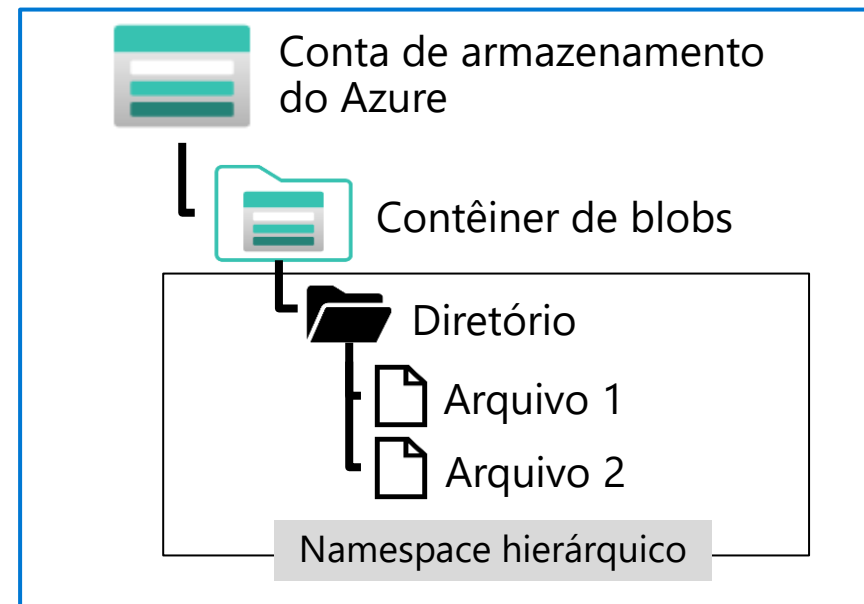 Conta de armazenamento
do Azure
Contêiner de blobs
Diretório
Arquivo 1
Arquivo 2
Namespace hierárquico